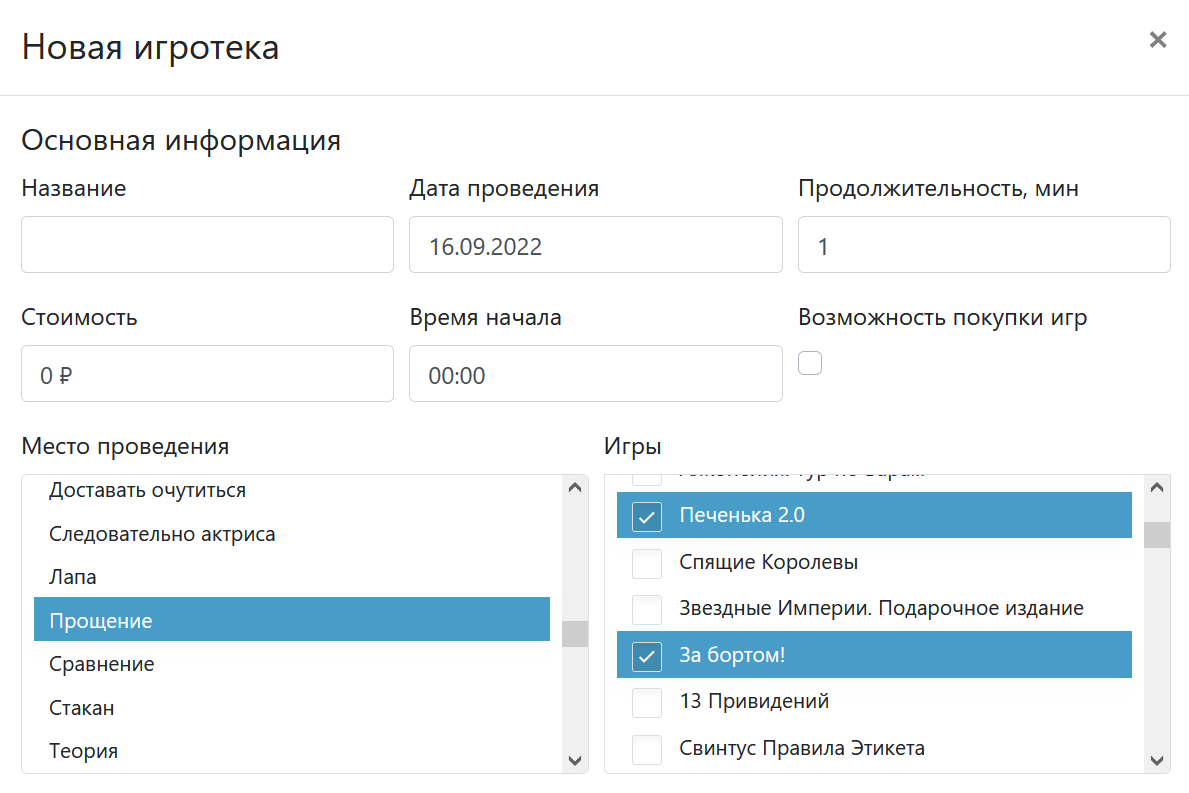 Новая игротека
Основная информация
Название
Дата проведения
Продолжительность, мин
16.09.2022
1
Стоимость
Время начала
Возможность покупки игр
0 ₽
00:00
Место проведения
Доставать очутиться
Следовательно актриса
Лапа
Прощение
Сравнение
Стакан
Теория
Игры
Печенька 2.0
Спящие Королевы
Звездные Империи. Подарочное издание
За бортом!
13 Привидений
Свинтус Правила Этикета